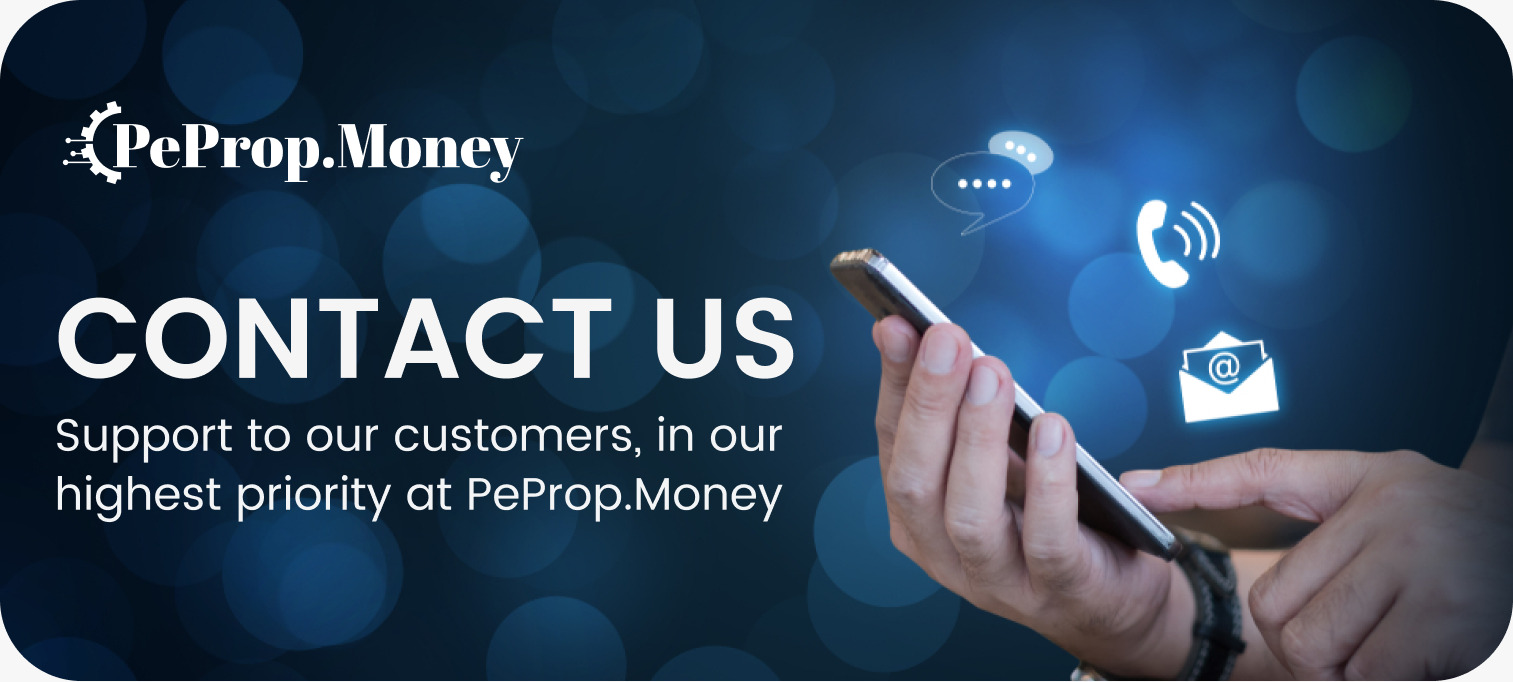 PeProp.Money
CONTACT US
Support to our customers, in our
highest priority at PeProp.Money
@